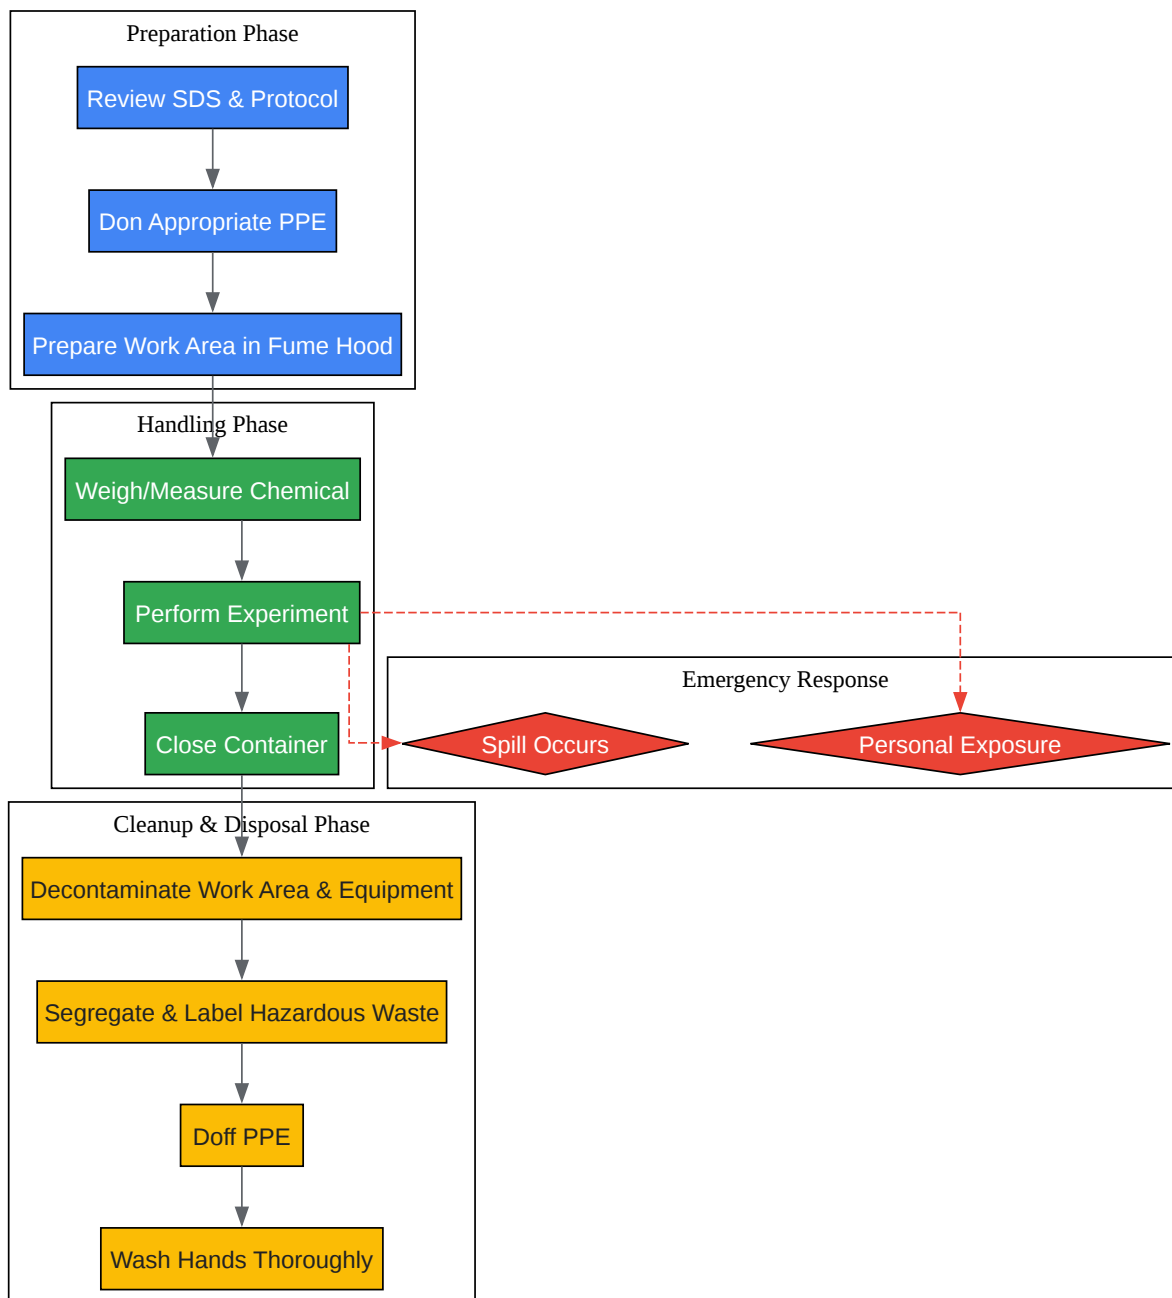 Preparation Phase
Review SDS & Protocol
Don Appropriate PPE
Prepare Work Area in Fume Hood
Handling Phase
Weigh/Measure Chemical
Perform Experiment
Close Container
Emergency Response
Spill Occurs
Personal Exposure
Cleanup & Disposal Phase
Decontaminate Work Area & Equipment
Segregate & Label Hazardous Waste
Doff PPE
Wash Hands Thoroughly